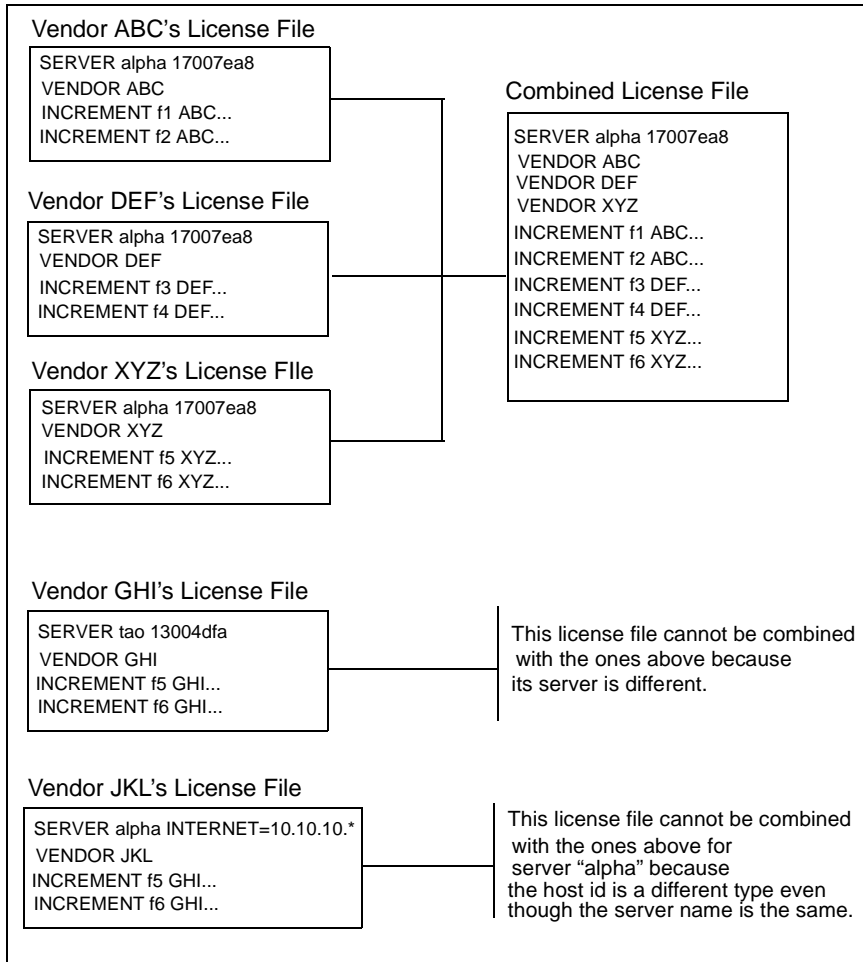 Vendor ABC's License File
SERVER alpha 17007ea8
VENDOR ABC
INCREMENT f1 ABC...
INCREMENT f2 ABC...
Vendor DEF's License File
SERVER alpha 17007ea8
VENDOR DEF
INCREMENT f3 DEF...
INCREMENT f4 DEF...
Vendor XYZ's License FIle
SERVER alpha 17007ea8
VENDOR XYZ
INCREMENT f5 XYZ...
INCREMENT f6 XYZ...
Combined License File
SERVER alpha 17007ea8
VENDOR ABC
VENDOR DEF
VENDOR XYZ
INCREMENT f1 ABC...
INCREMENT f2 ABC...
INCREMENT f3 DEF...
INCREMENT f4 DEF...
INCREMENT f5 XYZ...
INCREMENT f6 XYZ...
Vendor GHI's License File
SERVER tao 13004dfa
VENDOR GHI
INCREMENT f5 GHI...
INCREMENT f6 GHI...
This license file cannot be combined
with the ones above because
its server is different.
Vendor JKL's License File
SERVER alpha INTERNET=10.10.10.*
VENDOR JKL
INCREMENT f5 GHI...
INCREMENT f6 GHI...
This license file cannot be combined
with the ones above for
server “alpha” because
the host id is a different type even
though the server name is the same.